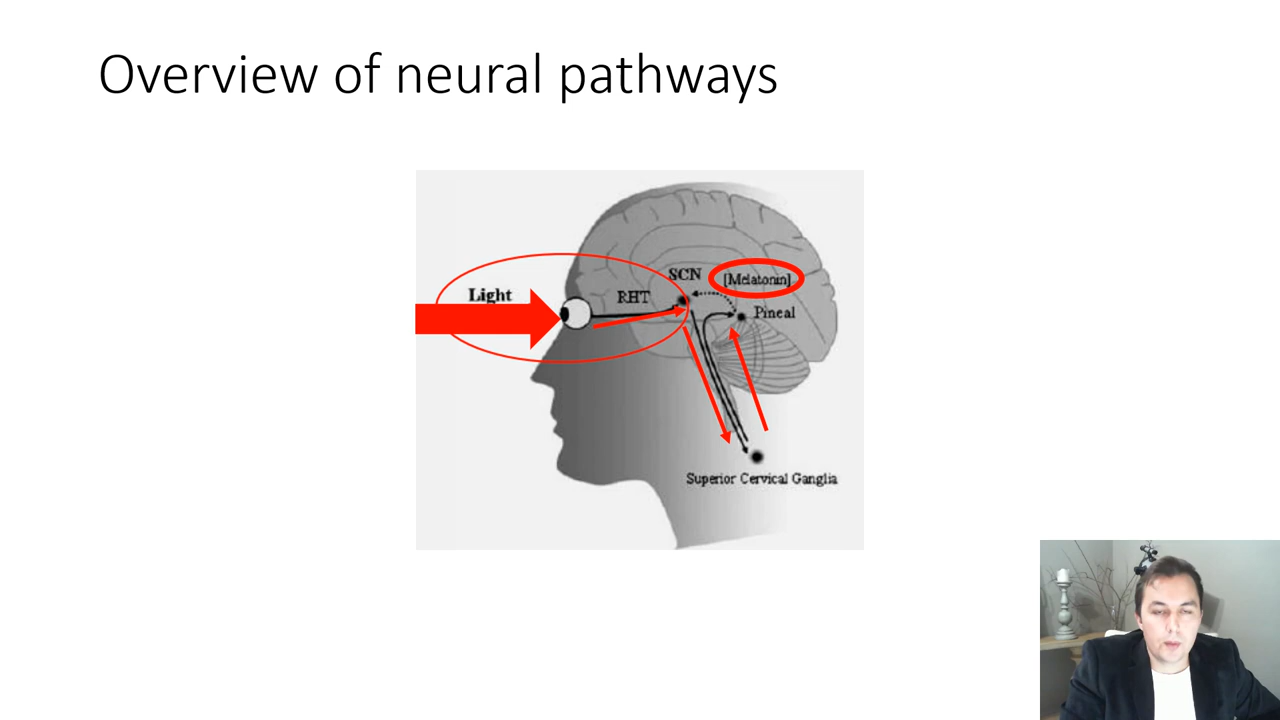 Overview of neural pathways
SCN
[Melatonin]
Light
RHT
Pineal
Superior Cervical Ganglia